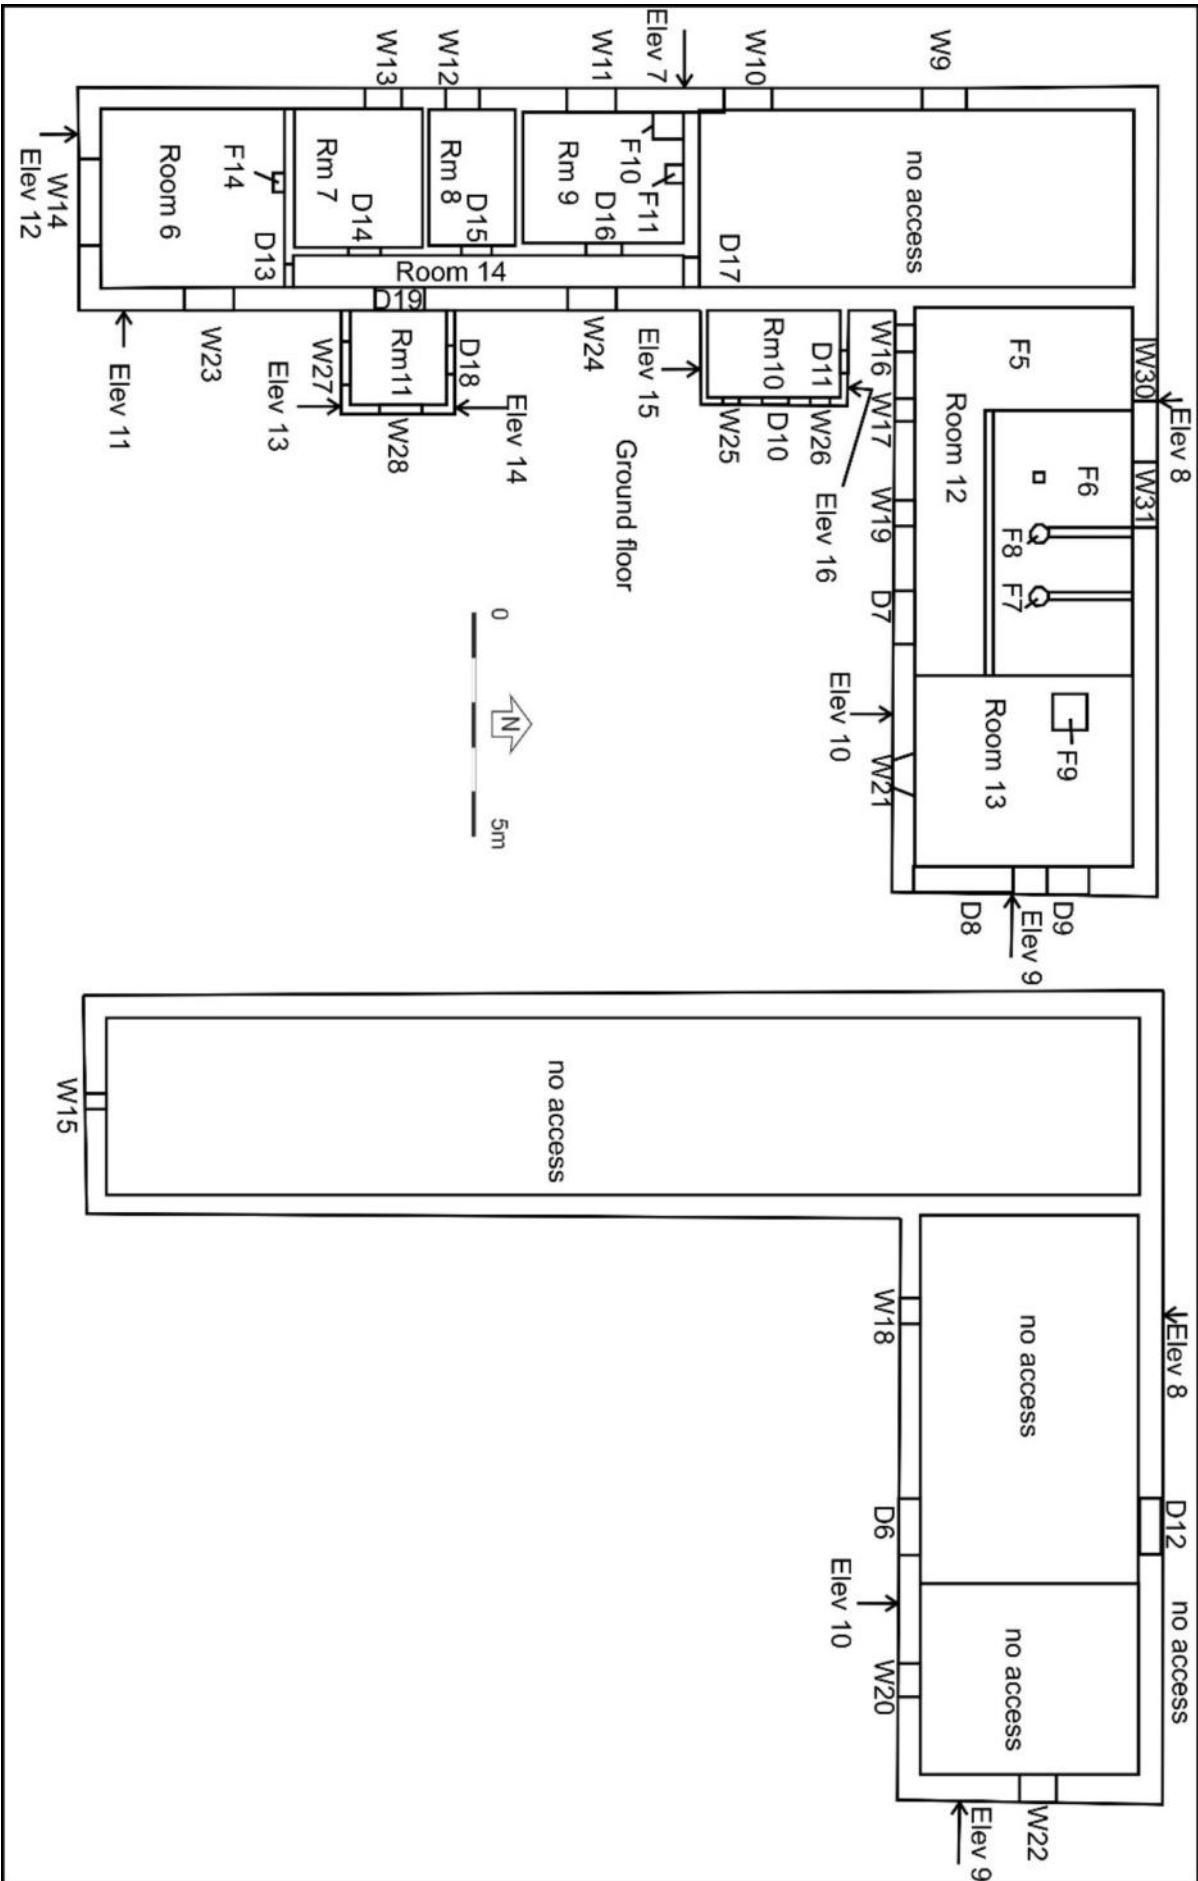 Elev 8
W30
W31
F6
F5
F9
F8
F7
D9
Elev 9
Room 13
D8
Room 12
no access
W9
W16
W17
W19
D7
W21
Elev 10
D11
Elev 16
W26
Rm10
D10
W10
D17
W25
Elev 7
F11
Elev 15
F10
Ground floor
W11
D16
Rm 9
W24
Elev 14
0
5m
N
D15
D18
W12
Rm 8
Room 14
D19
Rm11
W28
W13
D14
Rm 7
W27
Elev 13
D13
F14
W23
Room 6
Elev 11
W14
Elev 12
Elev 8
D12
no access
no access
no access
W22
Elev 9
W18
D6
W20
Elev 10
no access
W15